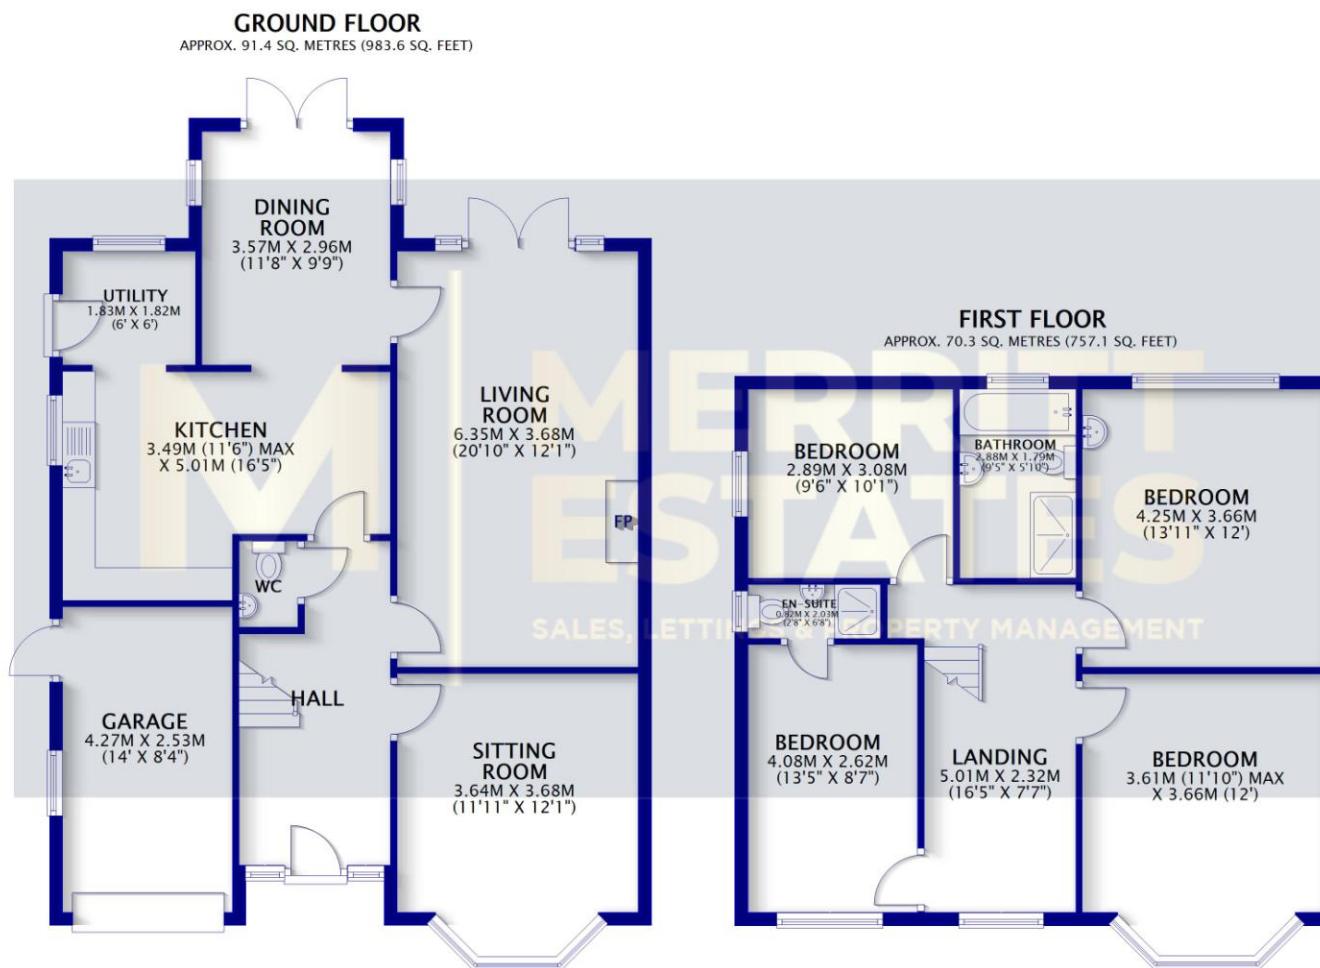 GROUND FLOOR
APPROX. 91.4 SQ. METRES (983.6 SQ. FEET)
DINING
ROOM
3.57M X 2.96M
(11'8" X 9'9")
UTILITY
1.83M X 1.82M
(6' X 6')
KITCHEN
3.49M (11'6") MAX
X 5.01M (16'5")
LIVING
ROOM
6.35M X 3.68M
(20'10" X 12'1")
FP
WC
HALL
GARAGE
4.27M X 2.53M
(14' X 8'4")
SITTING
ROOM
3.64M X 3.68M
(11'11" X 12'1")
FIRST FLOOR
APPROX. 70.3 SQ. METRES (757.1 SQ. FEET)
BEDROOM
2.89M X 3.08M
(9'6" X 10'1")
BATHROOM
2.88M X 1.79M
(9'5" X 5'10")
BEDROOM
4.25M X 3.66M
(13'11" X 12')
EN-SUITE
0.82M X 2.03M
(2'8" X 6'8")
BEDROOM
4.08M X 2.62M
(13'5" X 8'7")
LANDING
5.01M X 2.32M
(16'5" X 7'7")
BEDROOM
3.61M (11'10") MAX
X 3.66M (12')
M MERRITT
ESTATES
SALES, LETTINGS & PROPERTY MANAGEMENT